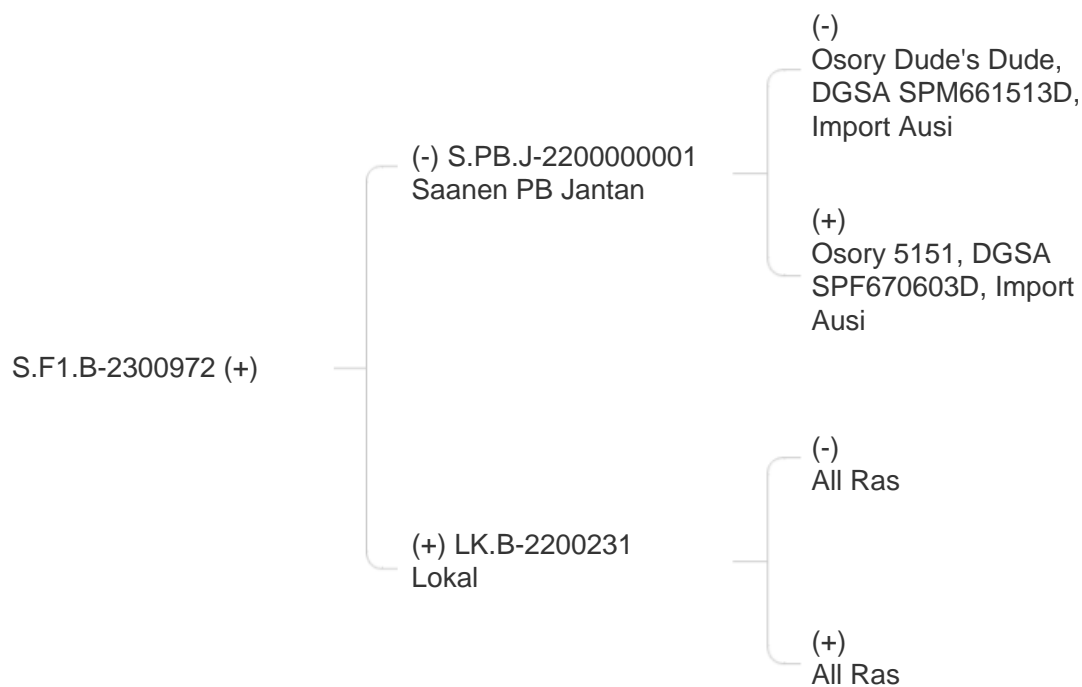 (-)
Osory Dude's Dude,
DGSA SPM661513D,
Import Ausi
(-) S.PB.J-2200000001
Saanen PB Jantan
(+)
Osory 5151, DGSA
SPF670603D, Import
Ausi
S.F1.B-2300972 (+)
(-)
All Ras
(+) LK.B-2200231
Lokal
(+)
All Ras